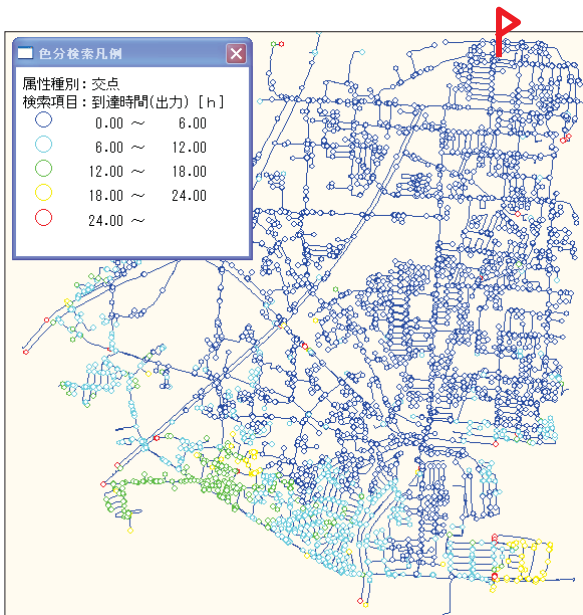 色分検索凡例
属性種別：交点
検索項目：到達時間(出力) [h]
0.00 ～ 6.00
6.00 ～ 12.00
12.00 ～ 18.00
18.00 ～ 24.00
24.00 ～